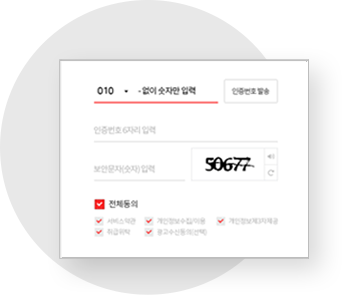 010 - 없이 숫자만 입력 인증번호 발송
인증번호 6자리 입력
보안문자(숫자) 입력 50677
전체동의
서비스약관 개인정보수집/이용 개인정보제3자제공
취급위탁 광고수신동의(선택)